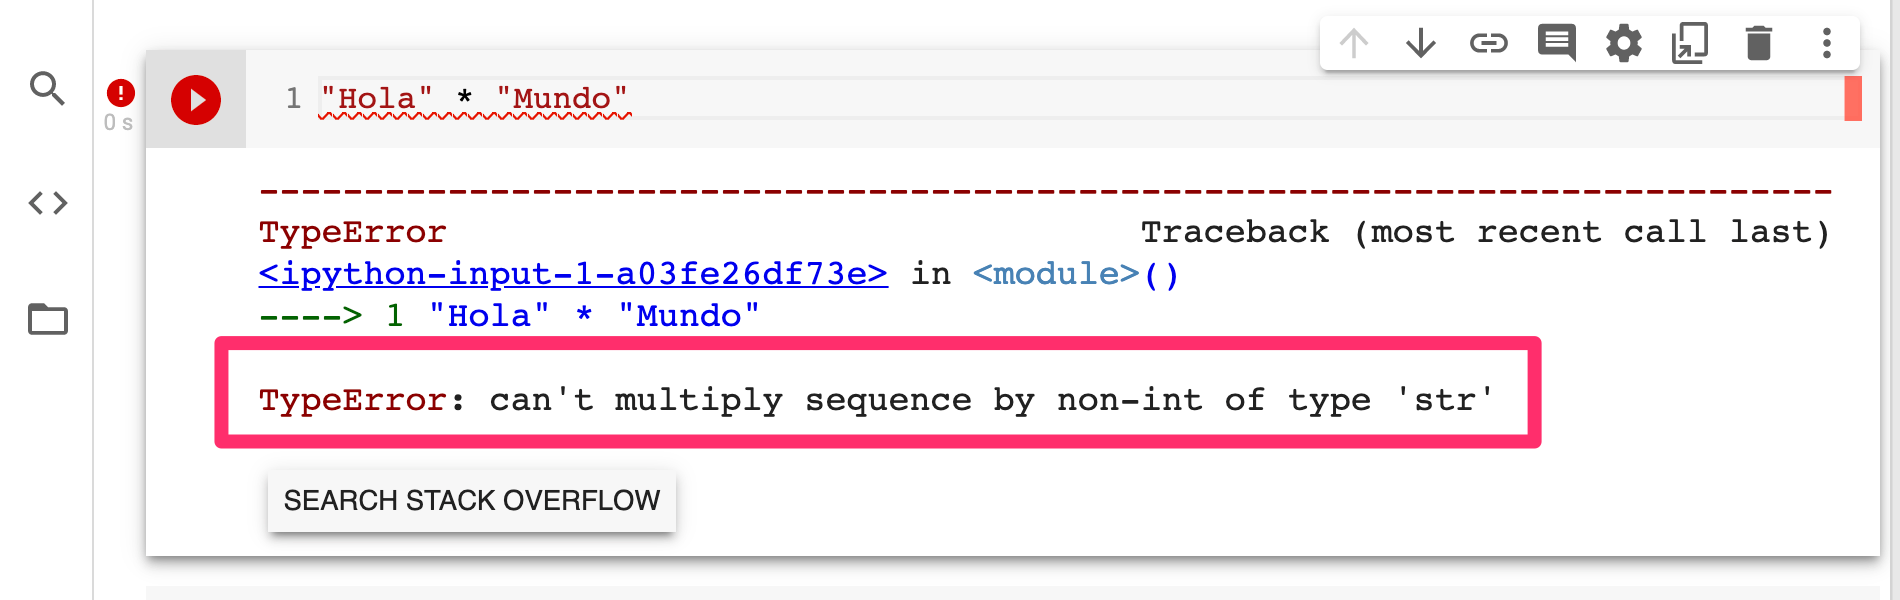 1 "Hola" * "Mundo"
0 s
---------------------------------------------------------------------------
TypeError Traceback (most recent call last)
<ipython-input-1-a03fe26df73e> in <module>()
----> 1 "Hola" * "Mundo"
TypeError: can't multiply sequence by non-int of type 'str'
SEARCH STACK OVERFLOW